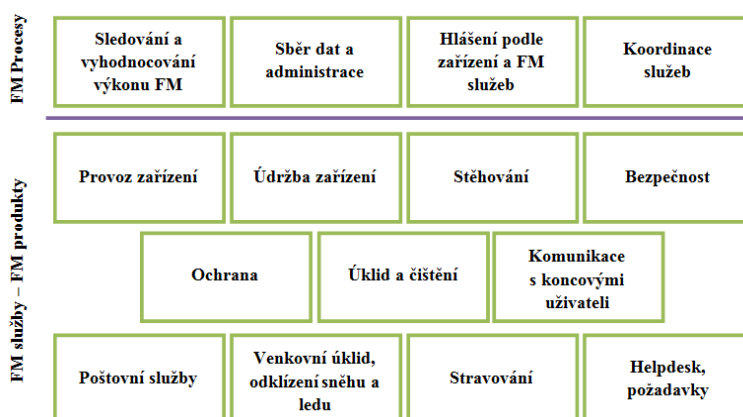 FM Procesy
Sledování a
vyhodnocování
výkonu FM
Sběr dat a
administrace
Hlášení podle
zařízení a FM
služeb
Koordinace
služeb
FM služby – FM produkty
Provoz zařízení
Údržba zařízení
Stěhování
Bezpečnost
Ochrana
Úklid a čištění
Komunikace
s koncovými
uživateli
Poštovní služby
Venkovní úklid,
odklízení sněhu a
ledu
Stravování
Helpdesk,
požadavky